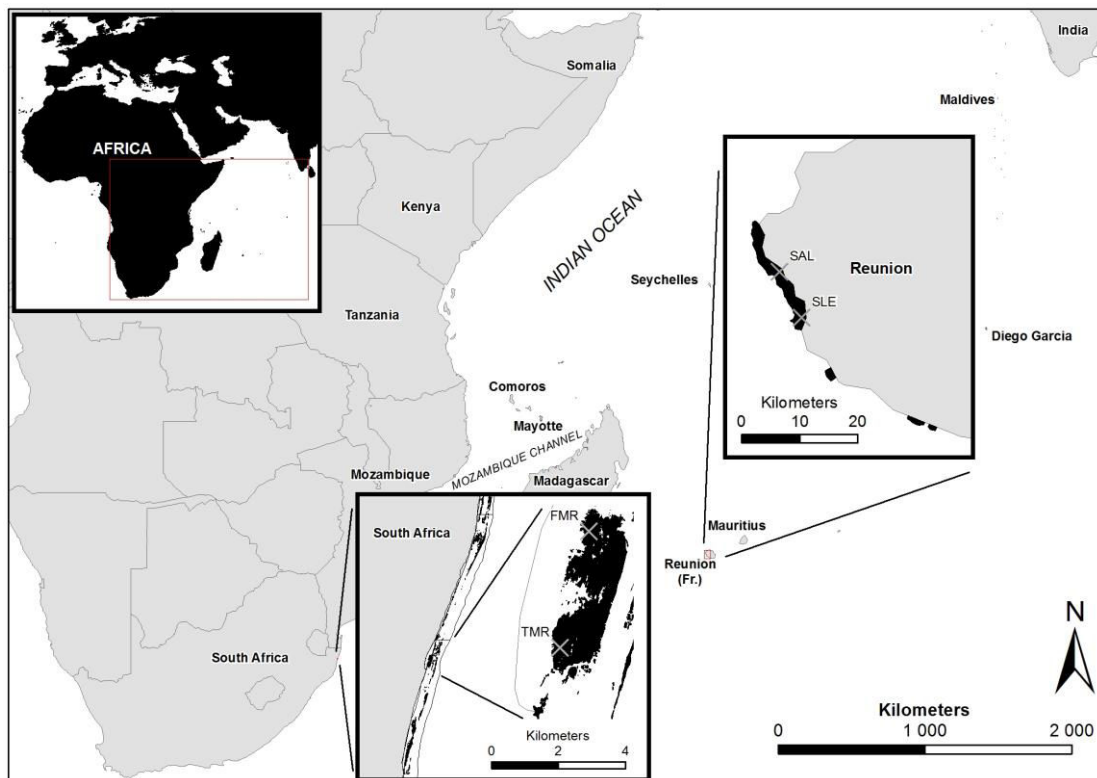 India
Somalia
Maldives
AFRICA
Kenya
INDIAN OCEAN
SAL
Reunion
Seychelles
SLE
Tanzania
Diego Garcia
Comoros
Kilometers
0 10 20
Mayotte
MOZAMBIQUE CHANNEL
Mozambique
Madagascar
FMR
Mauritius
South Africa
Reunion
(Fr.)
TMR
N
South Africa
Kilometers
0 1 000 2 000
Kilometers
0 2 4